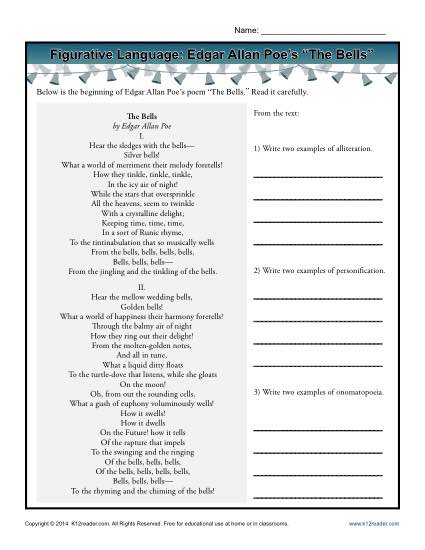 Name:
Figurative Language: Edgar Allan Poe's "The Bells"
Below is the beginning of Edgar Allan Poe's poem "The Bells." Read it carefully.
The Bells
by Edgar Allan Poe
I.
Hear the sledges with the bells—
Silver bells!
What a world of merriment their melody foretells!
How they tinkle, tinkle, tinkle,
In the icy air of night!
While the stars that oversprinkle
All the heavens, seem to twinkle
With a crystalline delight;
Keeping time, time, time,
In a sort of Runic rhyme,
To the tintinabulation that so musically wells
From the bells, bells, bells, bells,
Bells, bells, bells—
From the jingling and the tinkling of the bells.
II.
Hear the mellow wedding bells,
Golden bells!
What a world of happiness their harmony foretells!
Through the balmy air of night
How they ring out their delight!
From the molten-golden notes,
And all in tune,
What a liquid ditty floats
To the turtle-dove that listens, while she gloats
On the moon!
Oh, from out the sounding cells,
What a gush of euphony voluminously wells!
How it swells!
How it dwells
On the Future! how it tells
Of the rapture that impels
To the swinging and the ringing
Of the bells, bells, bells,
Of the bells, bells, bells, bells,
Bells, bells, bells—
To the rhyming and the chiming of the bells!
From the text:
1) Write two examples of alliteration.
2) Write two examples of personification.
3) Write two examples of onomatopoeia.
Copyright © 2014 K12reader.com. All Rights Reserved. Free for educational use at home or in classrooms.
www.k12reader.com